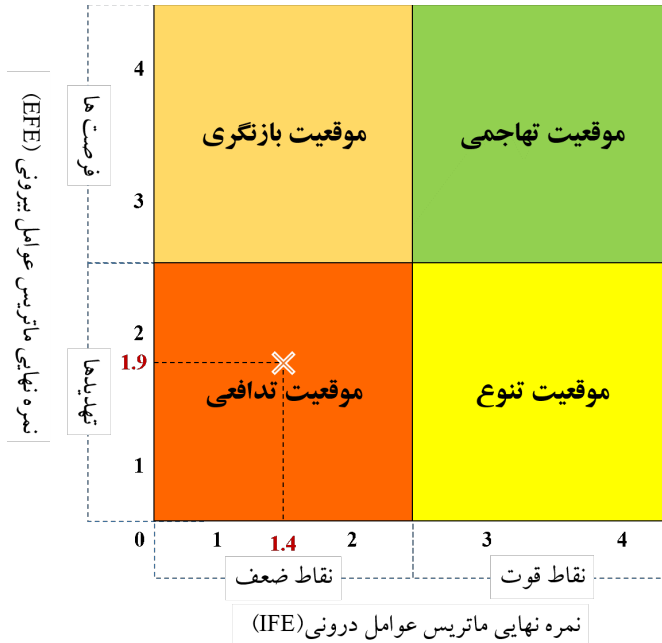 نمره نهایی ماتریس عوامل بیرونی (EFE)
فرصت ها
تهدیدها
4
3
2
1.9
1
موقعیت بازنگری
موقعیت تهاجمی
موقعیت تدافعی
موقعیت تنوع
0
1
1.4
2
3
4
نقاط ضعف
نقاط قوت
نمره نهایی ماتریس عوامل درونی(IFE)